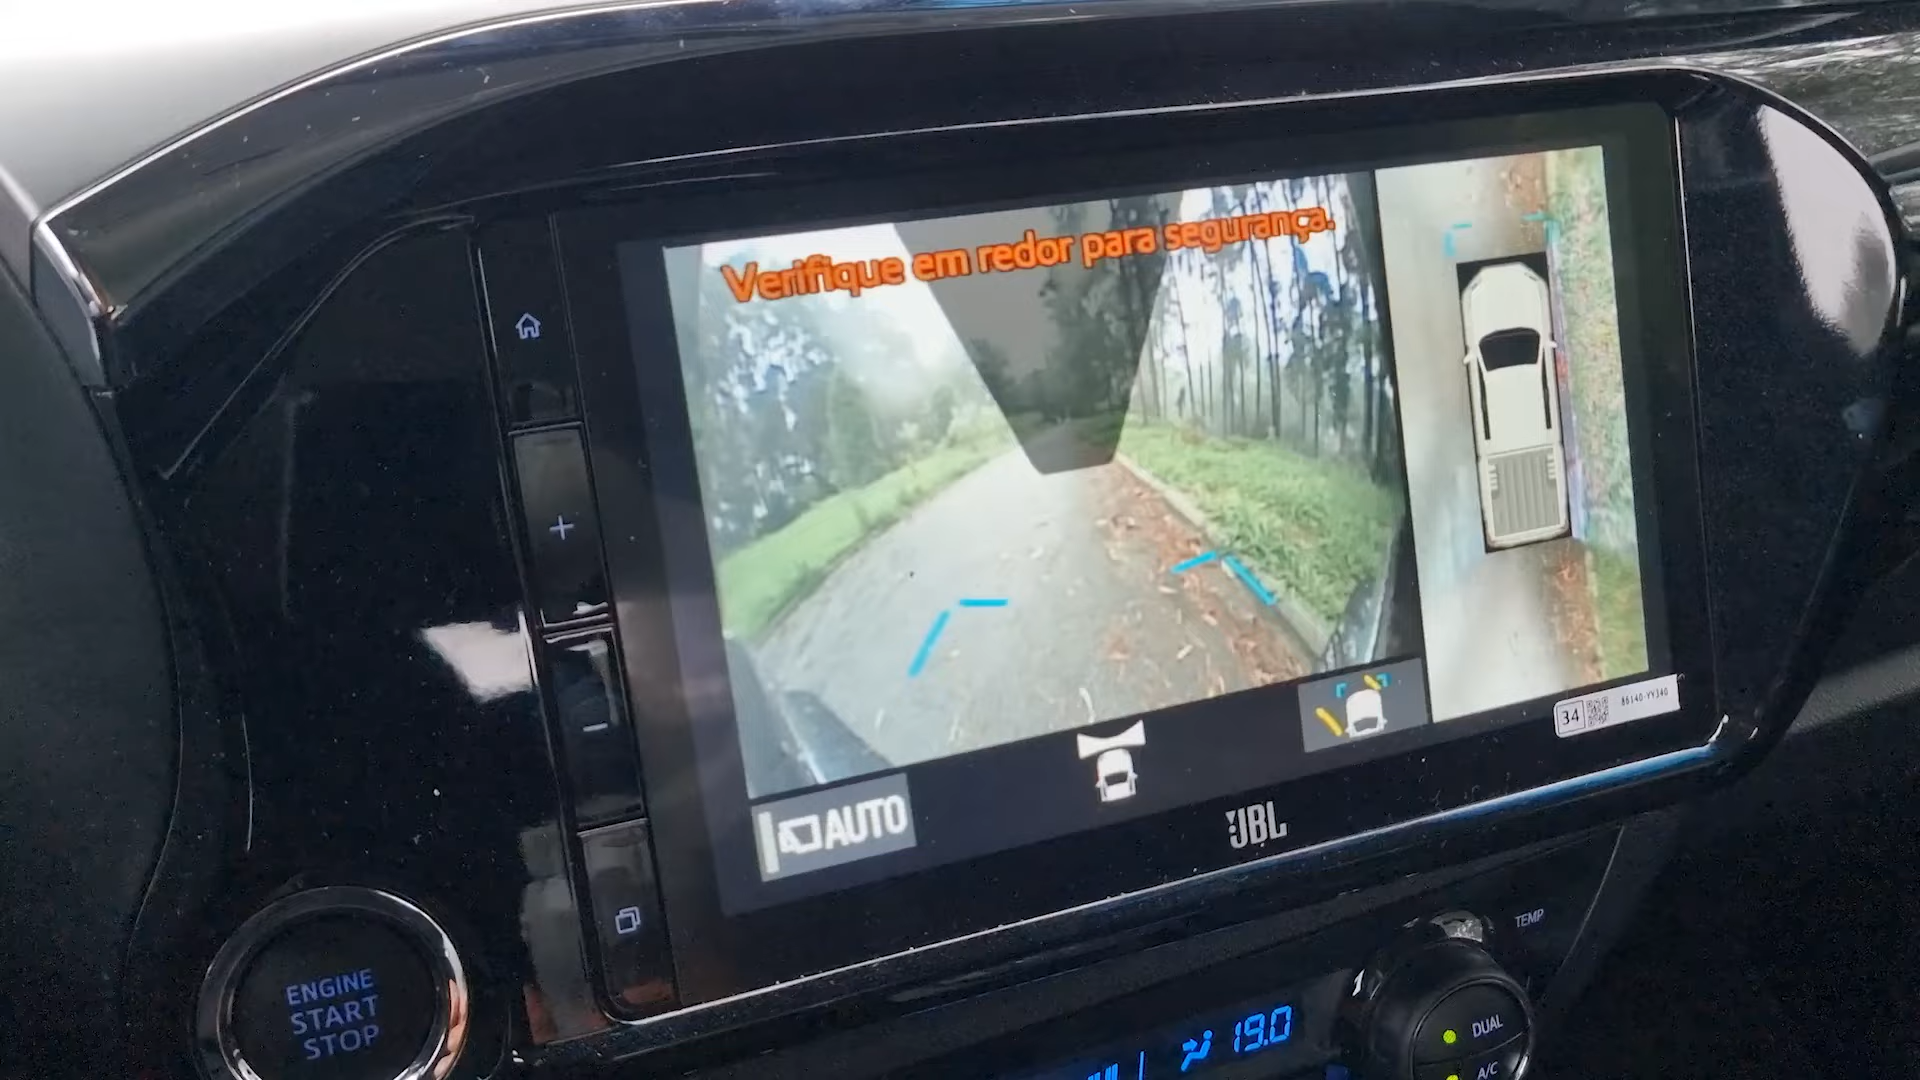 Verifique em redor para segurança.
AUTO
34
86140-YY340
JBL
TEMP
ENGINE
START
STOP
19.0
DUAL
A/C